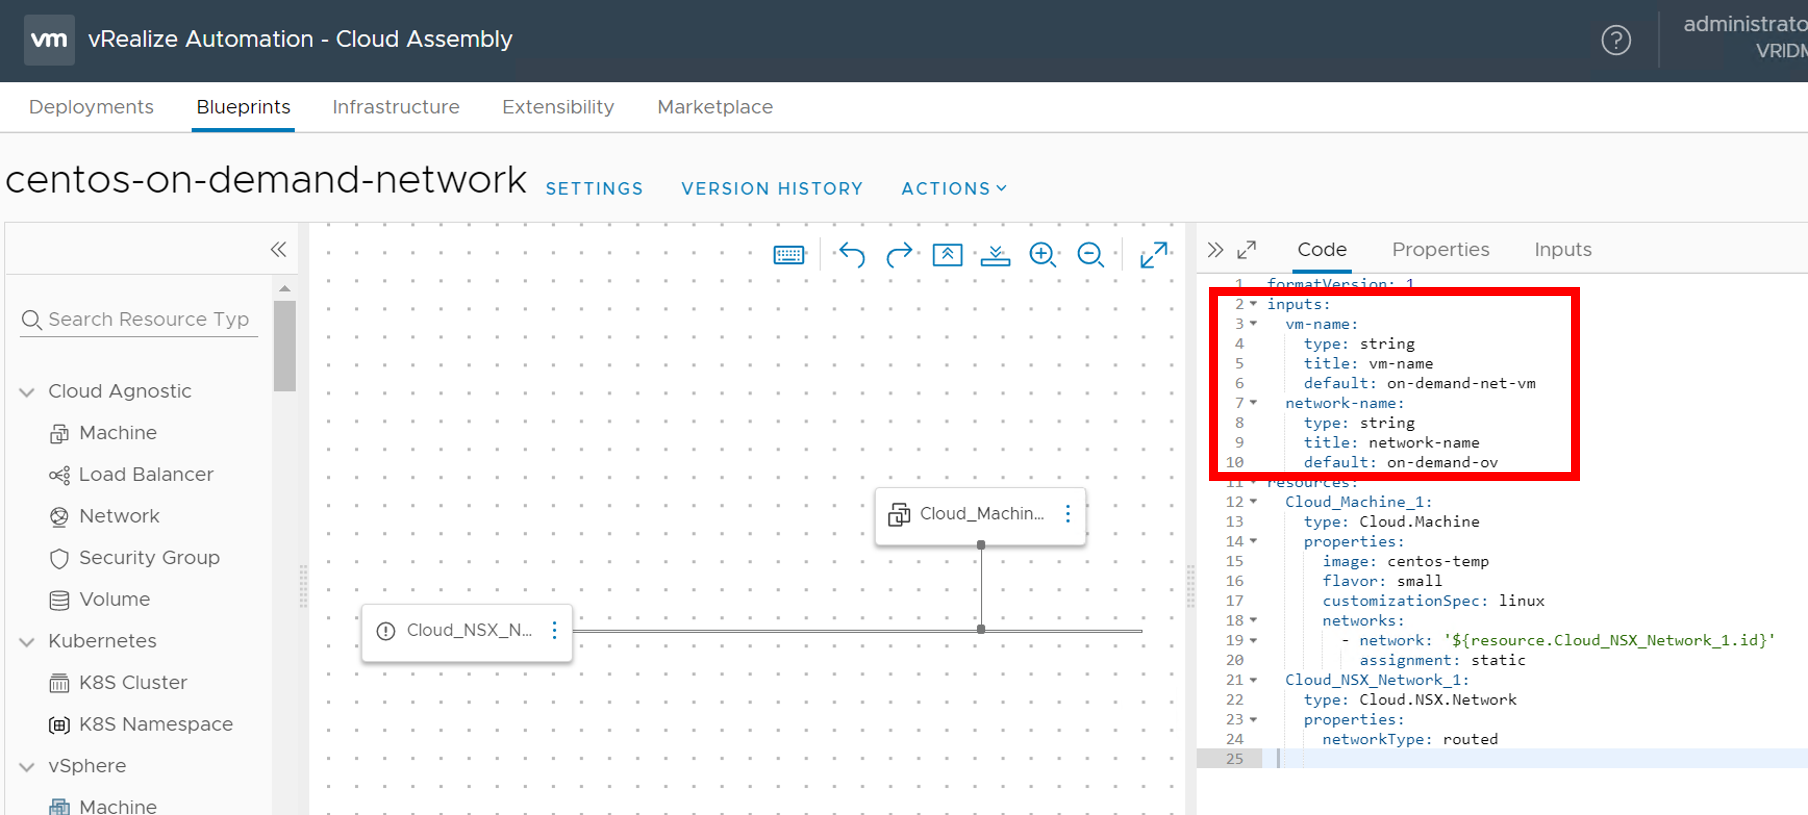 vm vRealize Automation - Cloud Assembly
administrato
VRIDM
Deployments Blueprints Infrastructure Extensibility Marketplace
centos-on-demand-network SETTINGS VERSION HISTORY ACTIONS
Search Resource Typ
Cloud Agnostic
Machine
Load Balancer
Network
Security Group
Volume
Kubernetes
K8S Cluster
K8S Namespace
vSphere
Machine
Cloud_Machin...
Cloud_NSX_N...
Code Properties Inputs
1 formatVersion: 1
2 inputs:
3 vm-name:
4 type: string
5 title: vm-name
6 default: on-demand-net-vm
7 network-name:
8 type: string
9 title: network-name
10 default: on-demand-ov
11 resources:
12 Cloud_Machine_1:
13 type: Cloud.Machine
14 properties:
15 image: centos-temp
16 flavor: small
17 customizationSpec: linux
18 networks:
19 - network: '${resource.Cloud_NSX_Network_1.id}'
20 assignment: static
21 Cloud_NSX_Network_1:
22 type: Cloud.NSX.Network
23 properties:
24 networkType: routed
25